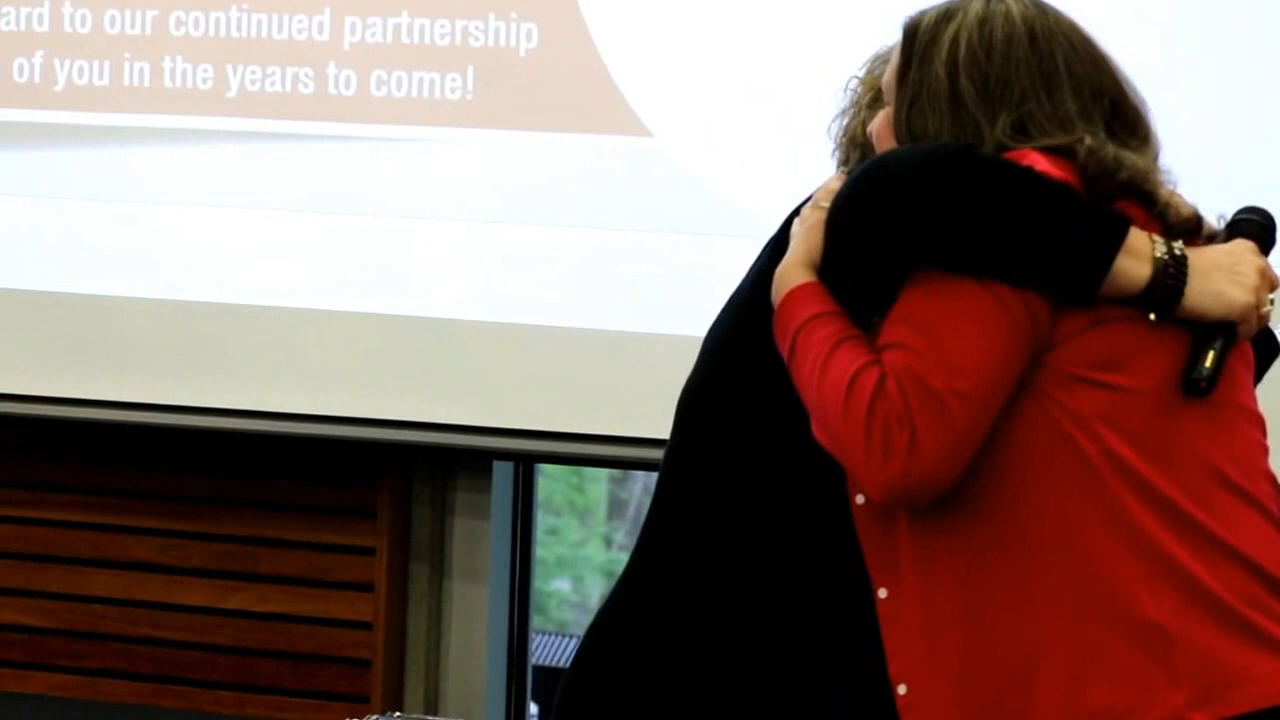 ard to our continued partnership
of you in the years to come!